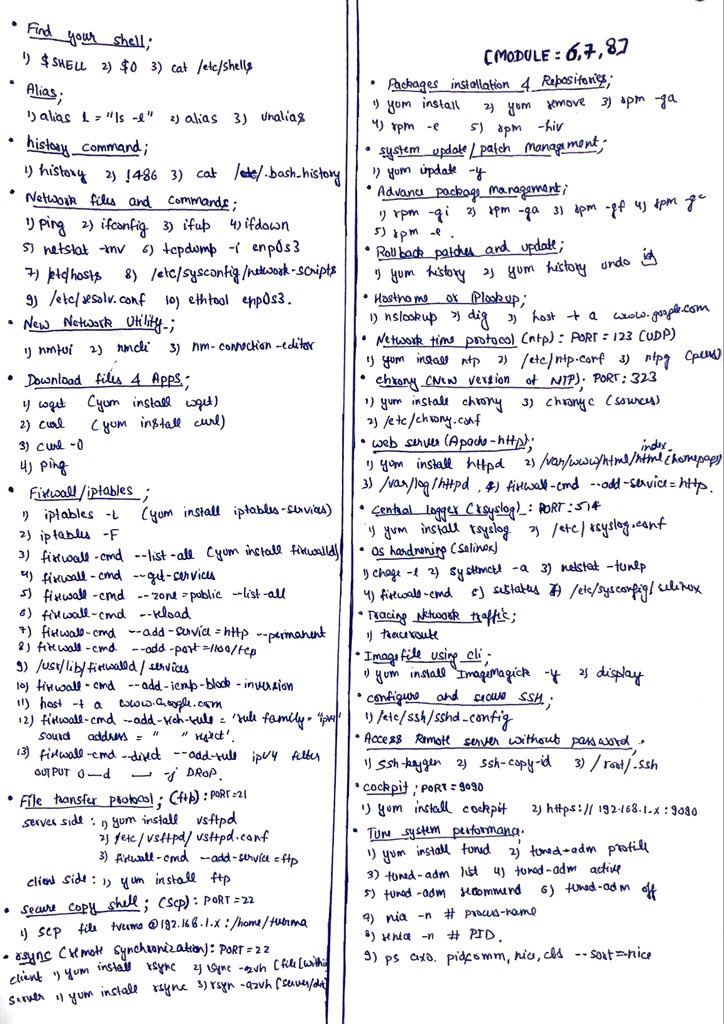 • Find your shell;
1) $SHELL 2) $0 3) cat /etc/shells
• Alias;
1) alias l = "ls -l" 2) alias 3) unalias
• history command;
1) history 2) !486 3) cat /etc/.bash_history
• Network files and commands;
1) ping 2) ifconfig 3) ifup 4) ifdown
5) netstat -rnv 6) tcpdump -i enp0s3
7) /etc/hosts 8) /etc/sysconfig/network-scripts
9) /etc/resolv.conf 10) ethtool enp0s3.
• New Network Utility;
1) nmtui 2) nmcli 3) nm-connection-editor
• Download files & Apps;
1) wget (yum install wget)
2) curl (yum install curl)
3) curl -O
4) ping
• Firewall/iptables;
1) iptables -L (yum install iptables-services)
2) iptables -F
3) firewall-cmd --list-all (yum install firewalld)
4) firewall-cmd --get-services
5) firewall-cmd --zone=public --list-all
6) firewall-cmd --reload
7) firewall-cmd --add-service=http --permanent
8) firewall-cmd --add-port=1100/tcp
9) /usr/lib/firewalld/services
10) firewall-cmd --add-icmp-block-inversion
11) host -t a www.Google.com
12) firewall-cmd --add-rich-rule = 'rule family="ipv4"
source address = " " reject'.
13) firewall-cmd --direct --add-rule ipv4 filter
OUTPUT 0 -d -j DROP.
• File transfer protocol; (ftp): PORT=21
server side: 1) yum install vsftpd
2) /etc/vsftpd/vsftpd.conf
3) firewall-cmd --add-service=ftp
client side: 1) yum install ftp
• secure copy shell; (scp): PORT=22
1) scp file tverma@192.168.1.x:/home/tverma
• rsync (remote synchronization): PORT=22
client 1) yum install rsync 2) rsync -azvh [file[within
server 1) yum install rsync 3) rsyn -azvh [server/dst]
[MODULE = 6,7,8]
• Packages installation & Repositories;
1) yum install 2) yum remove 3) rpm -qa
4) rpm -e 5) rpm -hiv
• system update/patch management;
1) yum update -y
• Advance package management;
1) rpm -qi 2) rpm -qa 3) rpm -qf 4) rpm -qc
5) rpm -e.
• Rollback patches and update;
1) yum history 2) yum history undo id
• Hostname or IPlookup;
1) nslookup 2) dig 3) host -t a www.google.com
• Network time protocol (ntp): PORT=123 (UDP)
1) yum install ntp 2) /etc/ntp.conf 3) ntpq (peers)
• chrony (New version of NTP). PORT:323
1) yum install chrony 3) chronyc (sources)
2) /etc/chrony.conf
• web server (Apache-http);
index.
1) yum install httpd 2) /var/www/html/html (homepage)
3) /var/log/httpd, 4) firewall-cmd --add-service=http.
• central logger (rsyslog): PORT:514
1) yum install rsyslog 2) /etc/rsyslog.conf
• OS hardnening (Selinux)
1) chage -l 2) systemctl -a 3) netstat -tunlp
4) firewall-cmd 5) sestatus 7) /etc/sysconfig/selinux
• Tracing Network traffic;
1) traceroute
• Image file using cli;
1) yum install ImageMagick -y 2) display
• configure and secure SSH;
1) /etc/ssh/sshd_config
• Access Remote server without password.
1) ssh-keygen 2) ssh-copy-id 3) /root/.ssh
• cockpit; PORT=9090
1) yum install cockpit 2) https://192.168.1.x:9090
• Tune system performance.
1) yum install tuned 2) tuned-adm profile
3) tuned-adm list 4) tuned-adm active
5) tuned-adm recommend 6) tuned-adm off
7) nice -n # process-name
8) renice -n # PID.
9) ps axo. pid,comm,nice,cls --sort=-nice